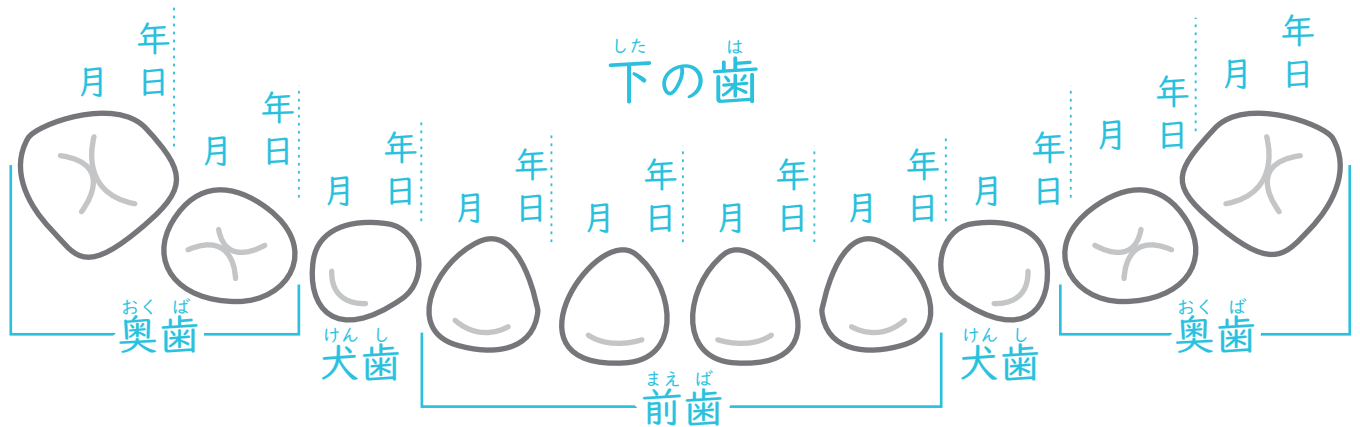 下の歯
した は
年
月 日
年
月 日
年
月 日
年
月 日
年
月 日
年
月 日
年
月 日
年
月 日
年
月 日
年
月 日
おく ば
奥歯
けん し
犬歯
まえ ば
前歯
けん し
犬歯
おく ば
奥歯